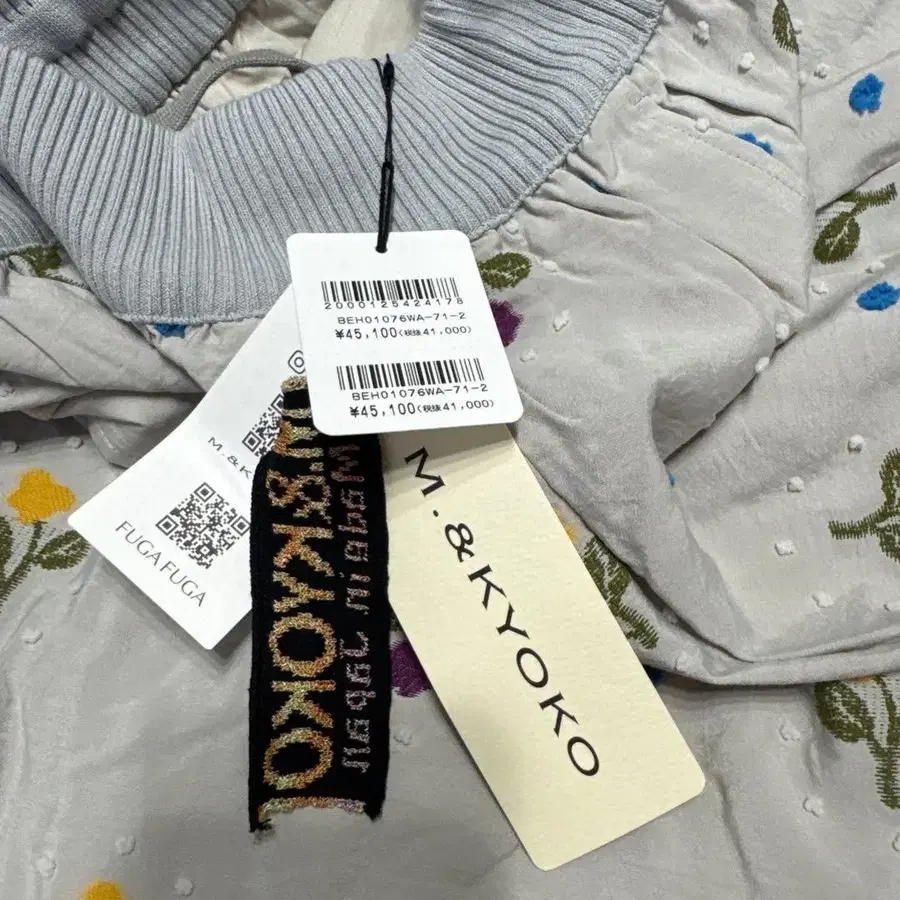 2000125424178
BEH01076WA-71-2
¥45,100(税抜41,000)
BEH01076WA-71-2
¥45,100(税抜41,000)
M.&K
FUGA FUGA
M.&KYOKO
Made in Japan
M.&KYOKO